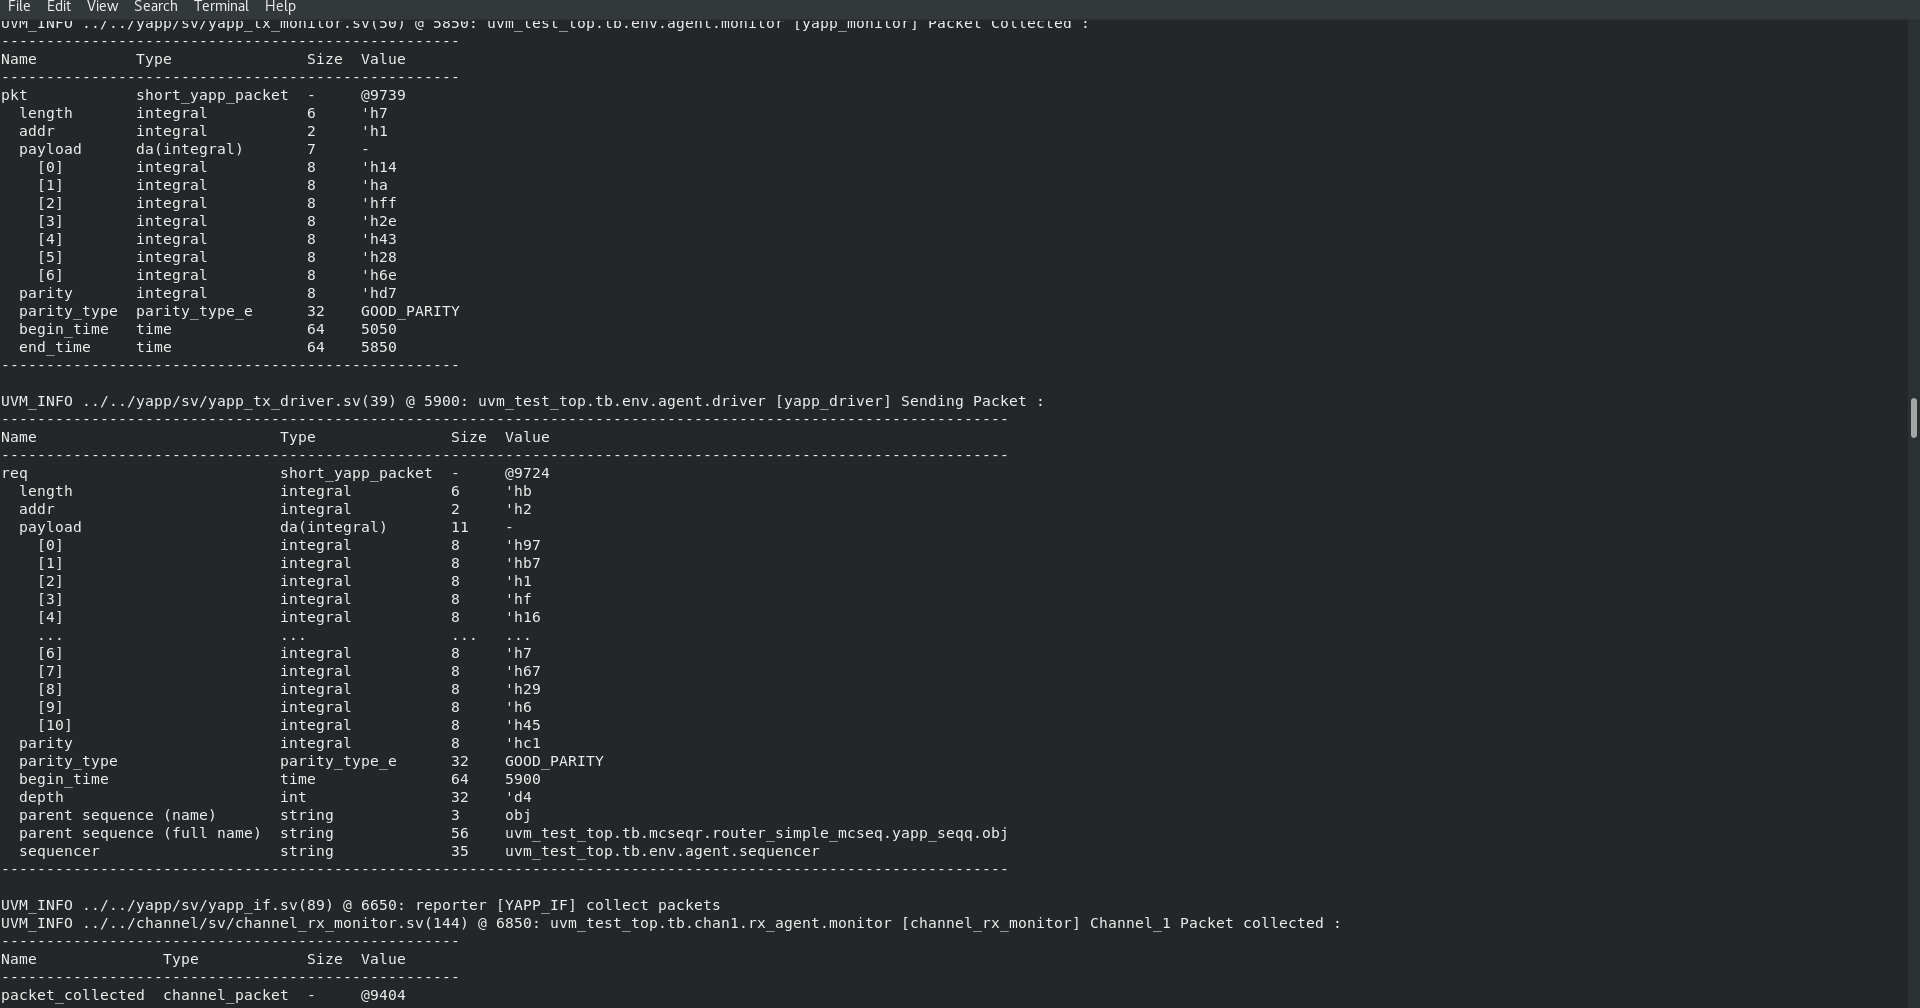 File Edit View Search Terminal Help
UVM_INFO ../../yapp/sv/yapp_tx_monitor.sv(50) @ 5850: uvm_test_top.tb.env.agent.monitor [yapp_monitor] Packet Collected :
---------------------------------------------------
Name           Type               Size  Value
---------------------------------------------------
pkt            short_yapp_packet  -     @9739
  length       integral           6     'h7
  addr         integral           2     'h1
  payload      da(integral)       7     -
    [0]        integral           8     'h14
    [1]        integral           8     'ha
    [2]        integral           8     'hff
    [3]        integral           8     'h2e
    [4]        integral           8     'h43
    [5]        integral           8     'h28
    [6]        integral           8     'h6e
  parity       integral           8     'hd7
  parity_type  parity_type_e      32    GOOD_PARITY
  begin_time   time               64    5050
  end_time     time               64    5850
---------------------------------------------------
UVM_INFO ../../yapp/sv/yapp_tx_driver.sv(39) @ 5900: uvm_test_top.tb.env.agent.driver [yapp_driver] Sending Packet :
----------------------------------------------------------------------------------------------------------------
Name                           Type               Size  Value
----------------------------------------------------------------------------------------------------------------
req                            short_yapp_packet  -     @9724
  length                       integral           6     'hb
  addr                         integral           2     'h2
  payload                      da(integral)       11    -
    [0]                        integral           8     'h97
    [1]                        integral           8     'hb7
    [2]                        integral           8     'h1
    [3]                        integral           8     'hf
    [4]                        integral           8     'h16
    ...                        ...                ...   ...
    [6]                        integral           8     'h7
    [7]                        integral           8     'h67
    [8]                        integral           8     'h29
    [9]                        integral           8     'h6
    [10]                       integral           8     'h45
  parity                       integral           8     'hc1
  parity_type                  parity_type_e      32    GOOD_PARITY
  begin_time                   time               64    5900
  depth                        int                32    'd4
  parent sequence (name)       string             3     obj
  parent sequence (full name)  string             56    uvm_test_top.tb.mcseqr.router_simple_mcseq.yapp_seqq.obj
  sequencer                    string             35    uvm_test_top.tb.env.agent.sequencer
----------------------------------------------------------------------------------------------------------------
UVM_INFO ../../yapp/sv/yapp_if.sv(89) @ 6650: reporter [YAPP_IF] collect packets
UVM_INFO ../../channel/sv/channel_rx_monitor.sv(144) @ 6850: uvm_test_top.tb.chan1.rx_agent.monitor [channel_rx_monitor] Channel_1 Packet collected :
---------------------------------------------------
Name              Type            Size  Value
---------------------------------------------------
packet_collected  channel_packet  -     @9404